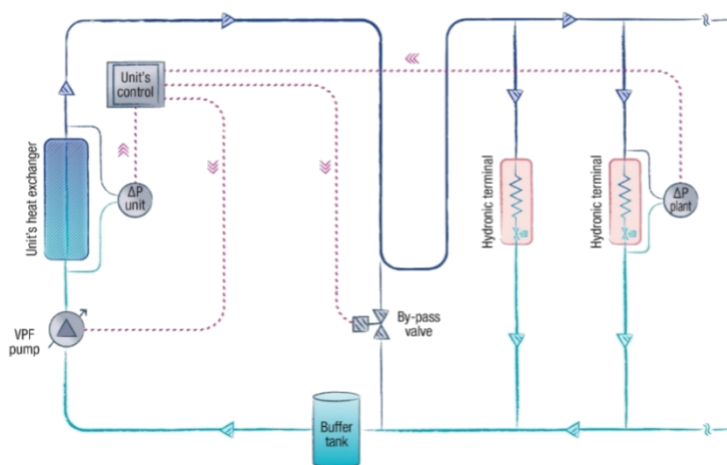 Unit's
control
Unit's heat exchanger
ΔP
unit
Hydronic terminal
Hydronic terminal
ΔP
plant
VPF
pump
By-pass
valve
Buffer
tank